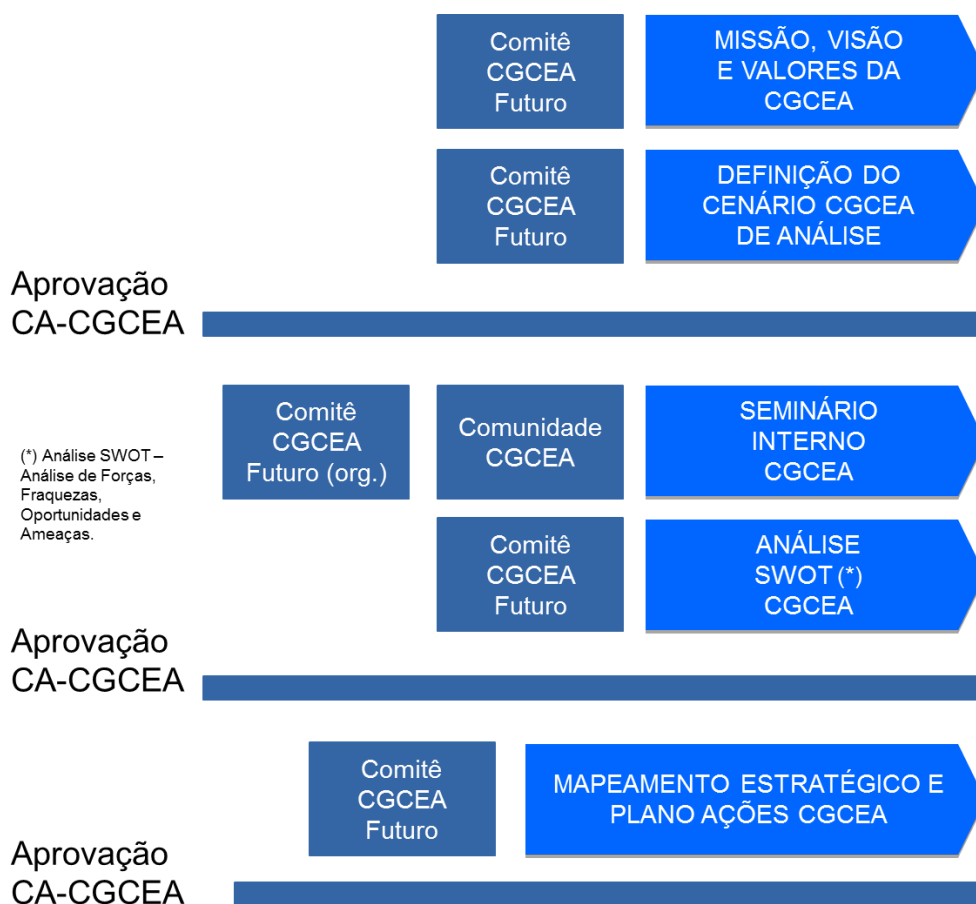 Comitê
CGCEA
Futuro
MISSÃO, VISÃO
E VALORES DA
CGCEA
Comitê
CGCEA
Futuro
DEFINIÇÃO DO
CENÁRIO CGCEA
DE ANÁLISE
Aprovação
CA-CGCEA
(*) Análise SWOT –
Análise de Forças,
Fraquezas,
Oportunidades e
Ameaças.
Comitê
CGCEA
Futuro (org.)
Comunidade
CGCEA
SEMINÁRIO
INTERNO
CGCEA
Comitê
CGCEA
Futuro
ANÁLISE
SWOT (*)
CGCEA
Aprovação
CA-CGCEA
Comitê
CGCEA
Futuro
MAPEAMENTO ESTRATÉGICO E
PLANO AÇÕES CGCEA
Aprovação
CA-CGCEA